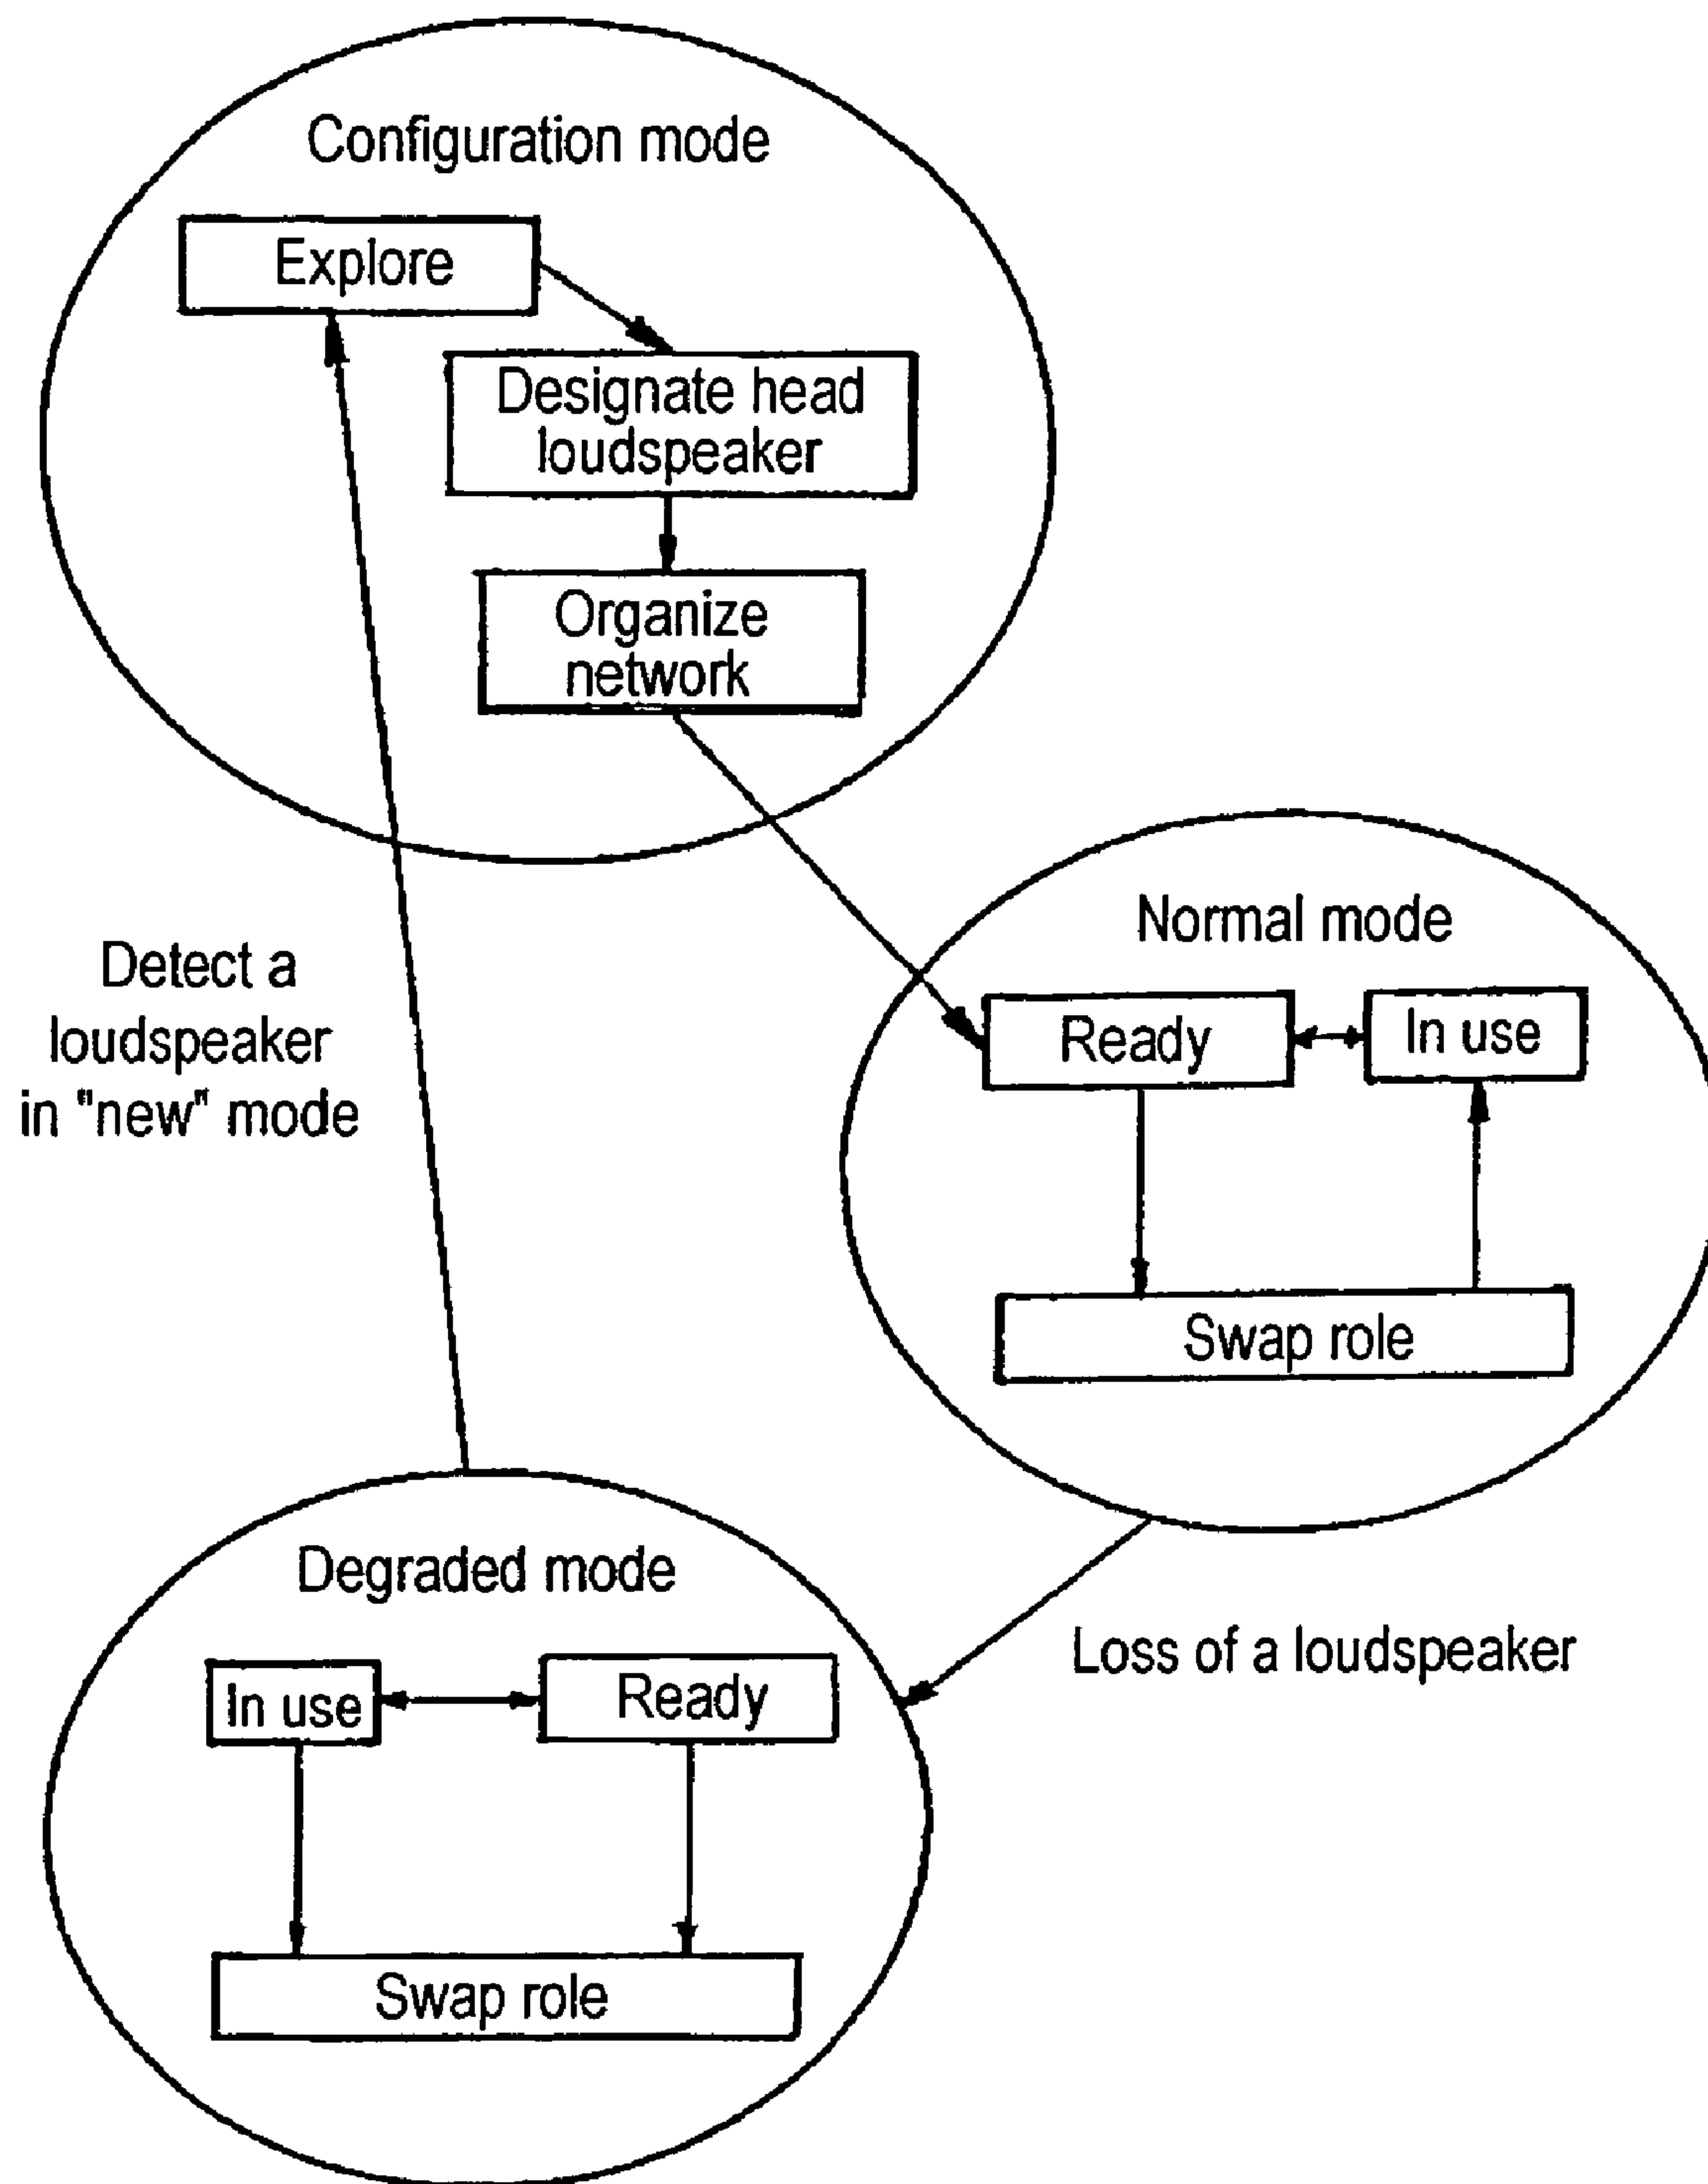 Configuration mode
Explore
Designate head
loudspeaker
Organize
network
Normal mode
Detect a
loudspeaker
in "new" mode
Ready
In use
Swap role
Degraded mode
Loss of a loudspeaker
In use
Ready
Swap role